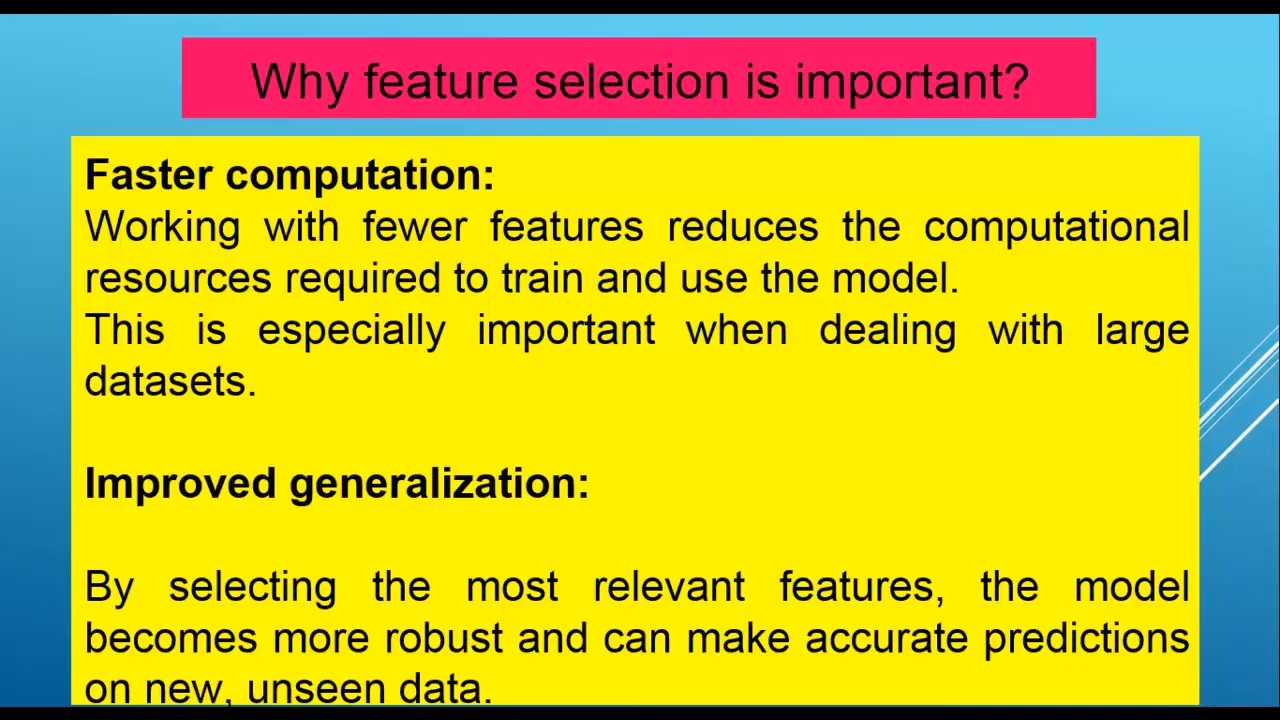 Why feature selection is important?
Faster computation:
Working with fewer features reduces the computational
resources required to train and use the model.
This is especially important when dealing with large
datasets.
Improved generalization:
By selecting the most relevant features, the model
becomes more robust and can make accurate predictions
on new, unseen data.